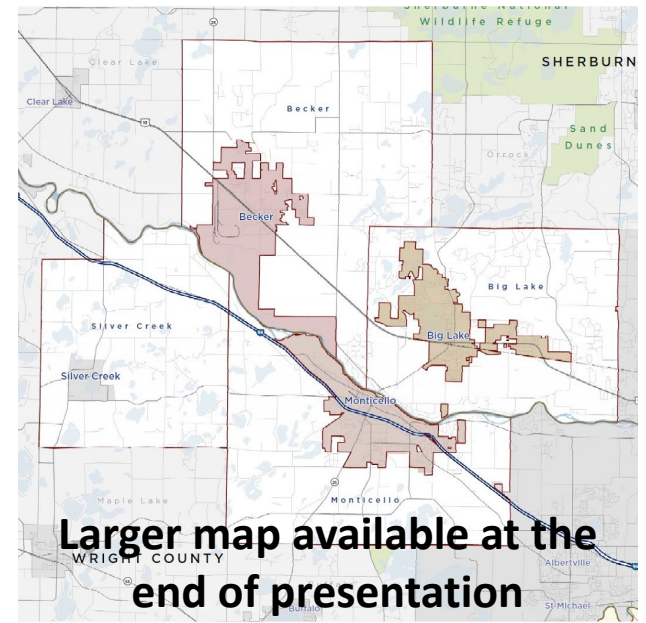 Sherburne National
Wildlife Refuge
SHERBURN
Clear Lake
Clear Lake
10
Becker
Sand
Dunes
Orrock
Becker
Big Lake
Silver Creek
Big Lake
Silver Creek
Monticello
25
Maple Lake
Monticello
Larger map available at the
WRIGHT COUNTY
Albertville
end of presentation
Buffalo
St Michael